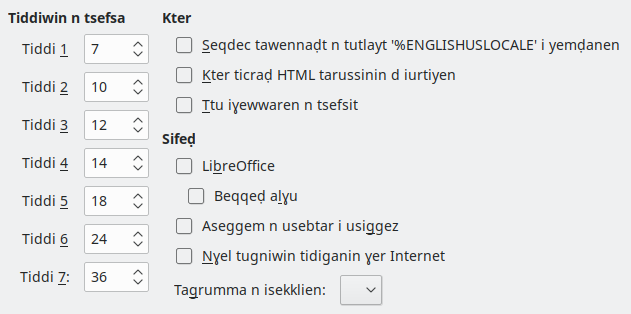 Tiddiwin n tsefsa
Tiddi 1
7
Tiddi 2
10
Tiddi 3
12
Tiddi 4
14
Tiddi 5
18
Tiddi 6
24
Tiddi 7:
36
Kter
Seqdec tawennaḍt n tutlayt '%ENGLISHUSLOCALE' i yemḍanen
Kter ticraḍ HTML tarussinin d iurtiyen
Ttu iɣewwaren n tsefsit
Sifeḍ
LibreOffice
Beqqeḍ alɣu
Aseggem n usebtar i usiggez
Nɣel tugniwin tidiganin ɣer Internet
Tagrumma n isekklien: